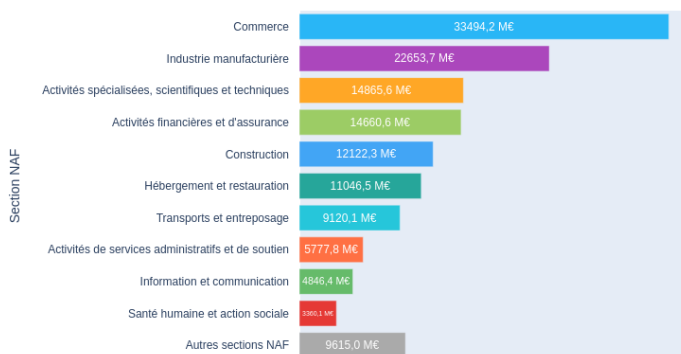 Section NAF
Commerce 33494,2 M€
Industrie manufacturière 22653,7 M€
Activités spécialisées, scientifiques et techniques 14865,6 M€
Activités financières et d'assurance 14660,6 M€
Construction 12122,3 M€
Hébergement et restauration 11046,5 M€
Transports et entreposage 9120,1 M€
Activités de services administratifs et de soutien 5777,8 M€
Information et communication 4846,4 M€
Santé humaine et action sociale 3360,1 M€
Autres sections NAF 9615,0 M€